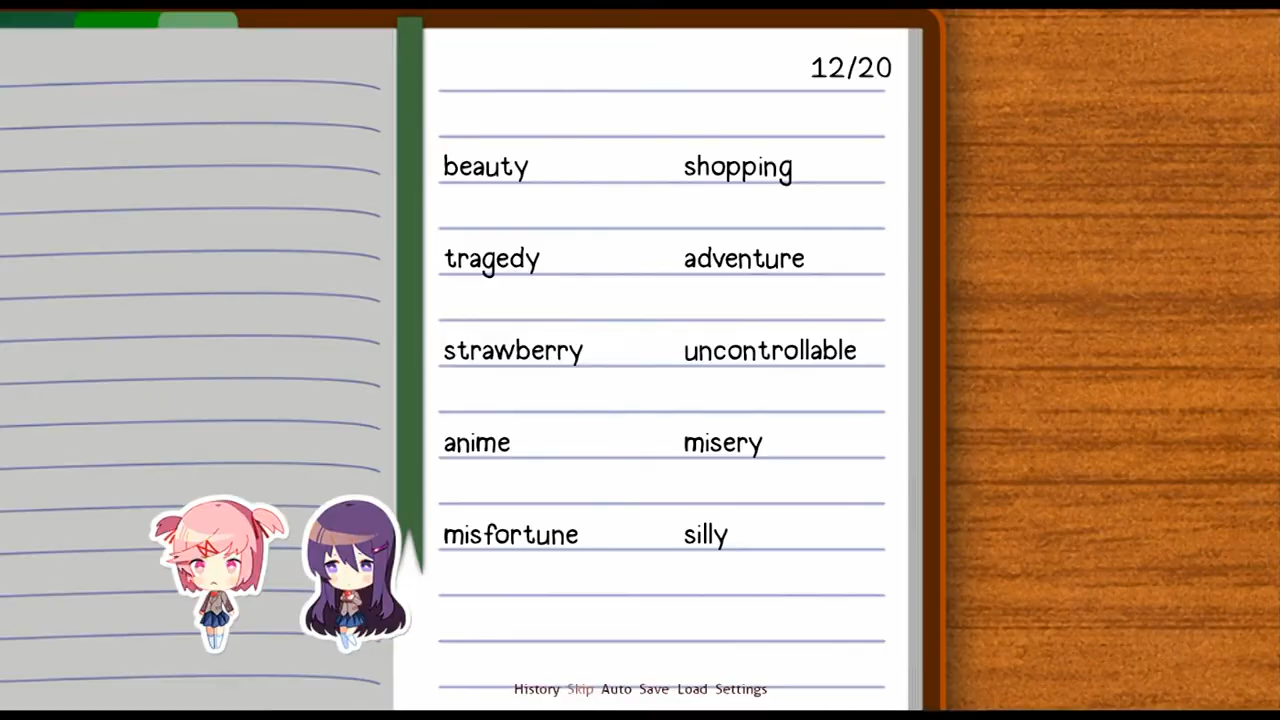 12/20
beauty shopping
tragedy adventure
strawberry uncontrollable
anime misery
misfortune silly
History Skip Auto Save Load Settings